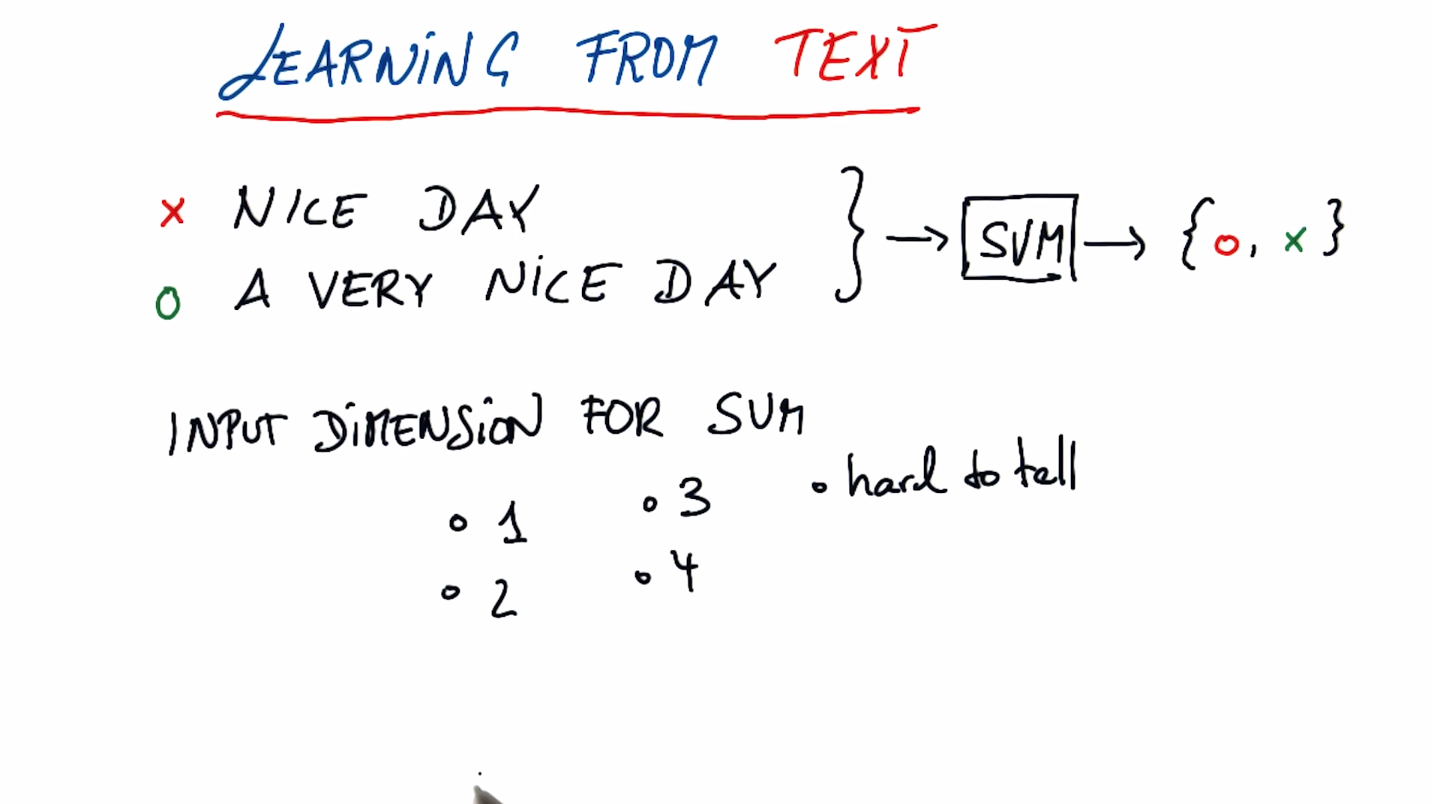 LEARNING FROM TEXT
x NICE DAY
o A VERY NICE DAY
} → SVM → {o, x}
INPUT DIMENSION FOR SVM
• 1 • 3 • hard to tell
• 2 • 4